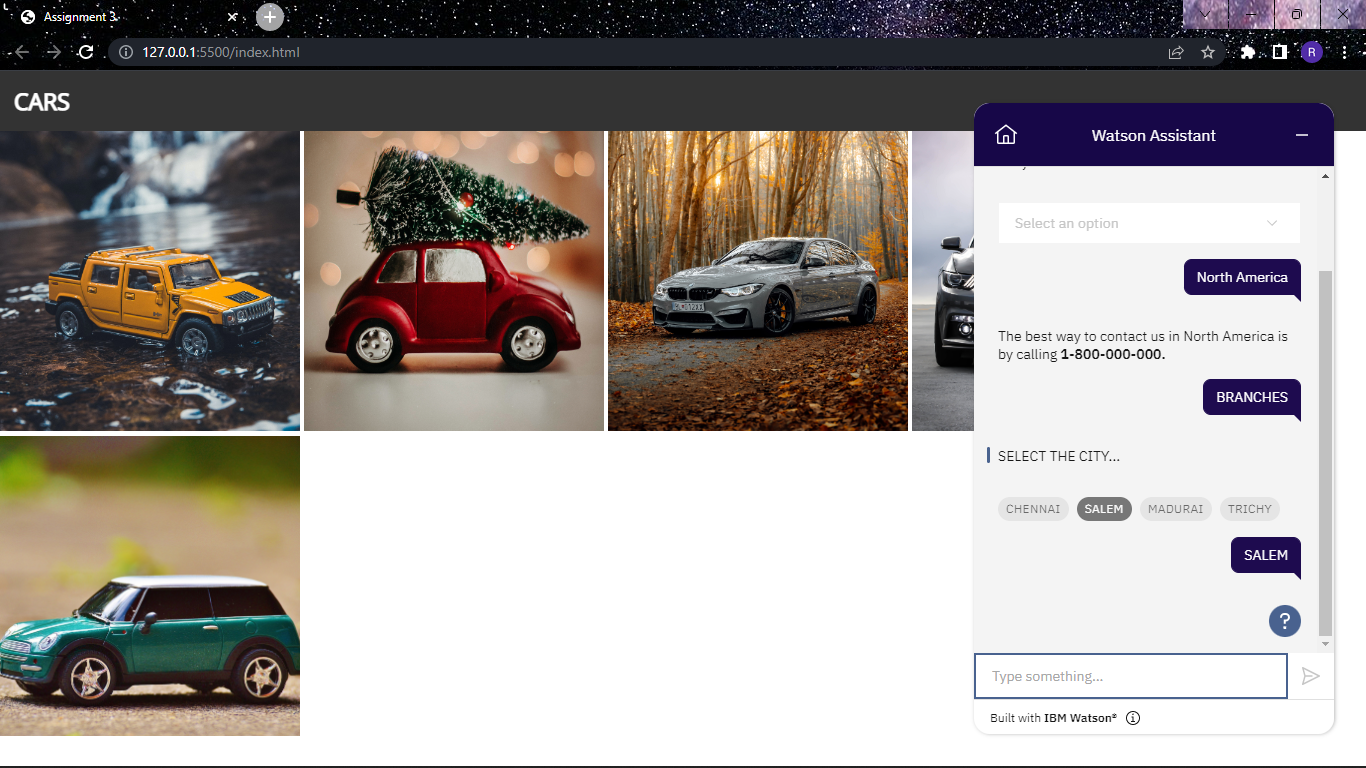 Assignment 3
127.0.0.1:5500/index.html
R
CARS
Watson Assistant
Select an option
North America
The best way to contact us in North America is
by calling 1-800-000-000.
BRANCHES
SELECT THE CITY...
CHENNAI SALEM MADURAI TRICHY
SALEM
?
Type something...
Built with IBM Watson®